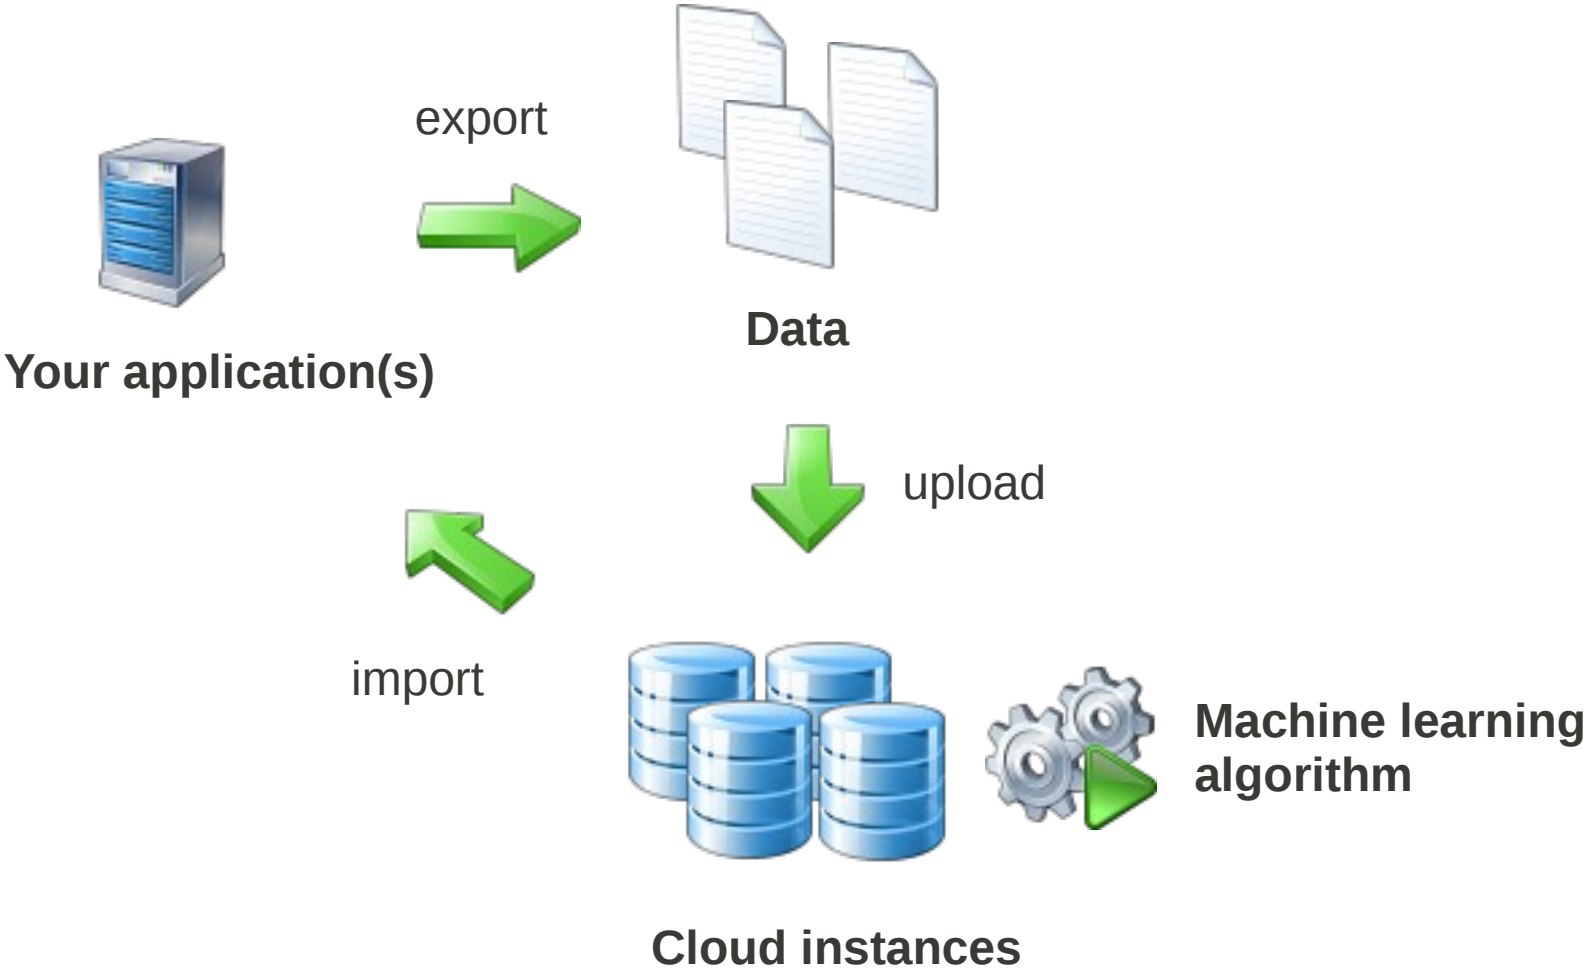 export
Data
Your application(s)
upload
import
Machine learning
algorithm
Cloud instances